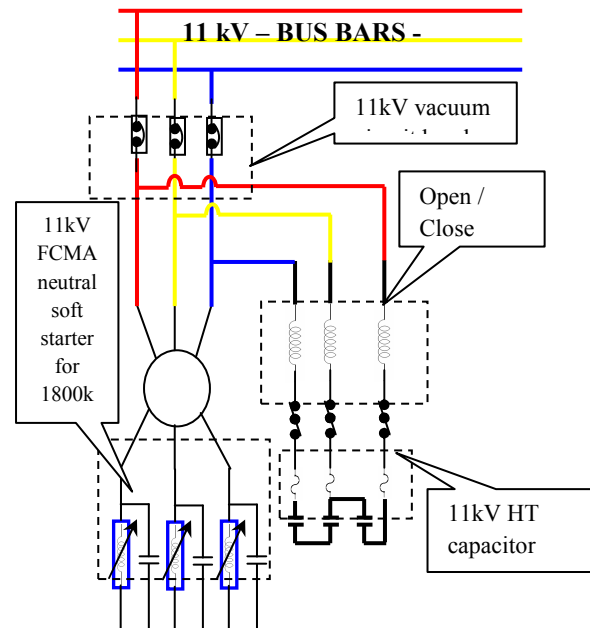 11 kV – BUS BARS -
11kV vacuum
Open /
Close
11kV
FCMA
neutral
soft
starter
for
1800k
11kV HT
capacitor